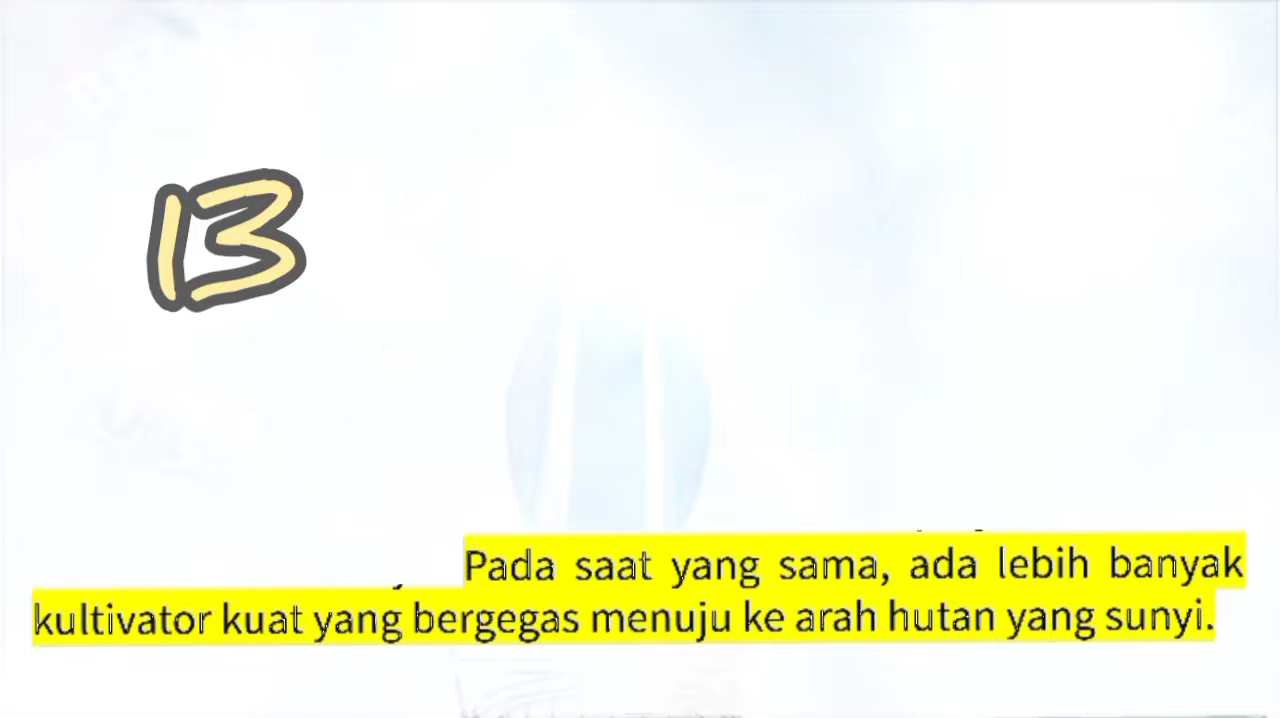 13
Pada saat yang sama, ada lebih banyak
kultivator kuat yang bergegas menuju ke arah hutan yang sunyi.